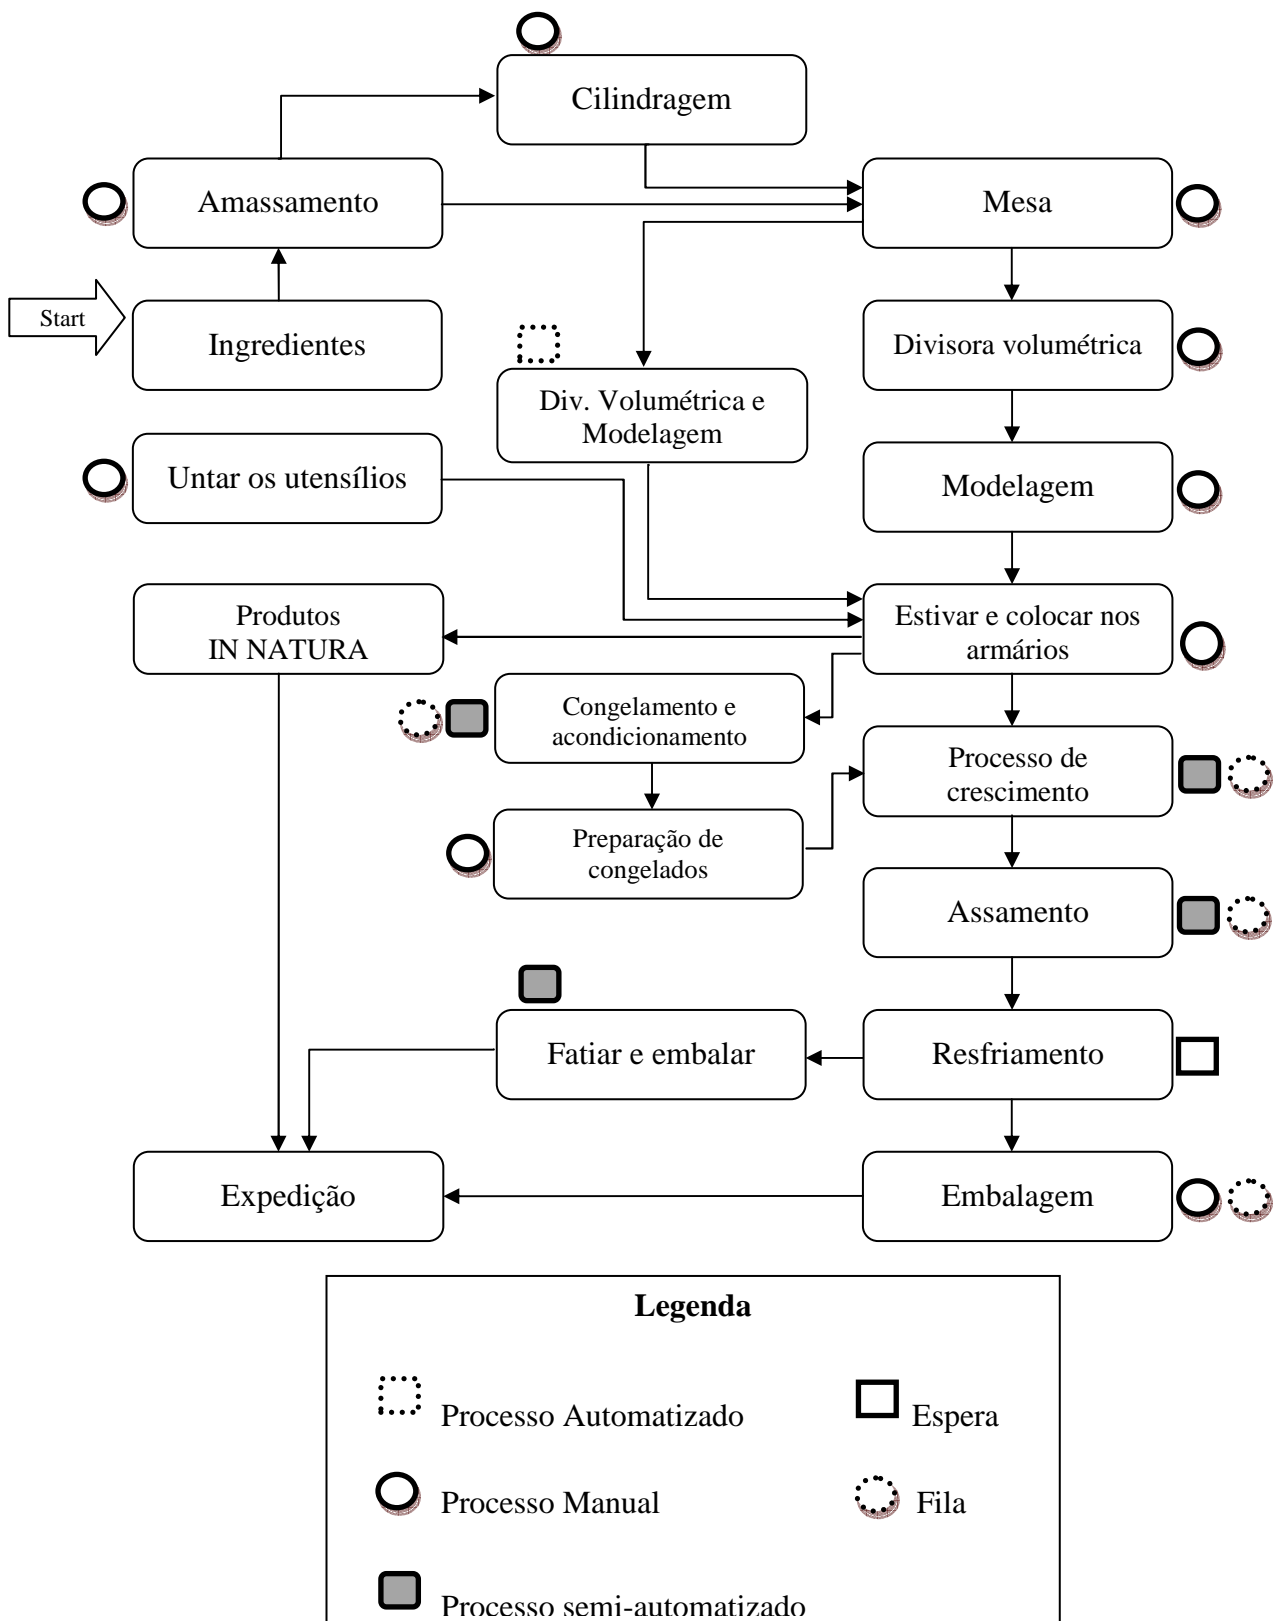 Cilindragem
Amassamento
Mesa
Start
Ingredientes
Divisora volumétrica
Div. Volumétrica e
Modelagem
Untar os utensílios
Modelagem
Produtos
IN NATURA
Estivar e colocar nos
armários
Congelamento e
acondicionamento
Processo de
crescimento
Preparação de
congelados
Assamento
Fatiar e embalar
Resfriamento
Expedição
Embalagem
Legenda
Processo Automatizado
Espera
Processo Manual
Fila
Processo semi-automatizado